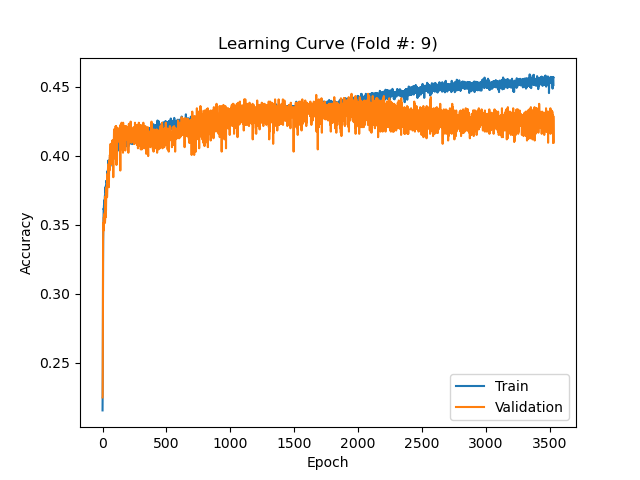 Learning Curve (Fold #: 9)
Accuracy
0.45
0.40
0.35
0.30
0.25
0 500 1000 1500 2000 2500 3000 3500
Epoch
Train
Validation